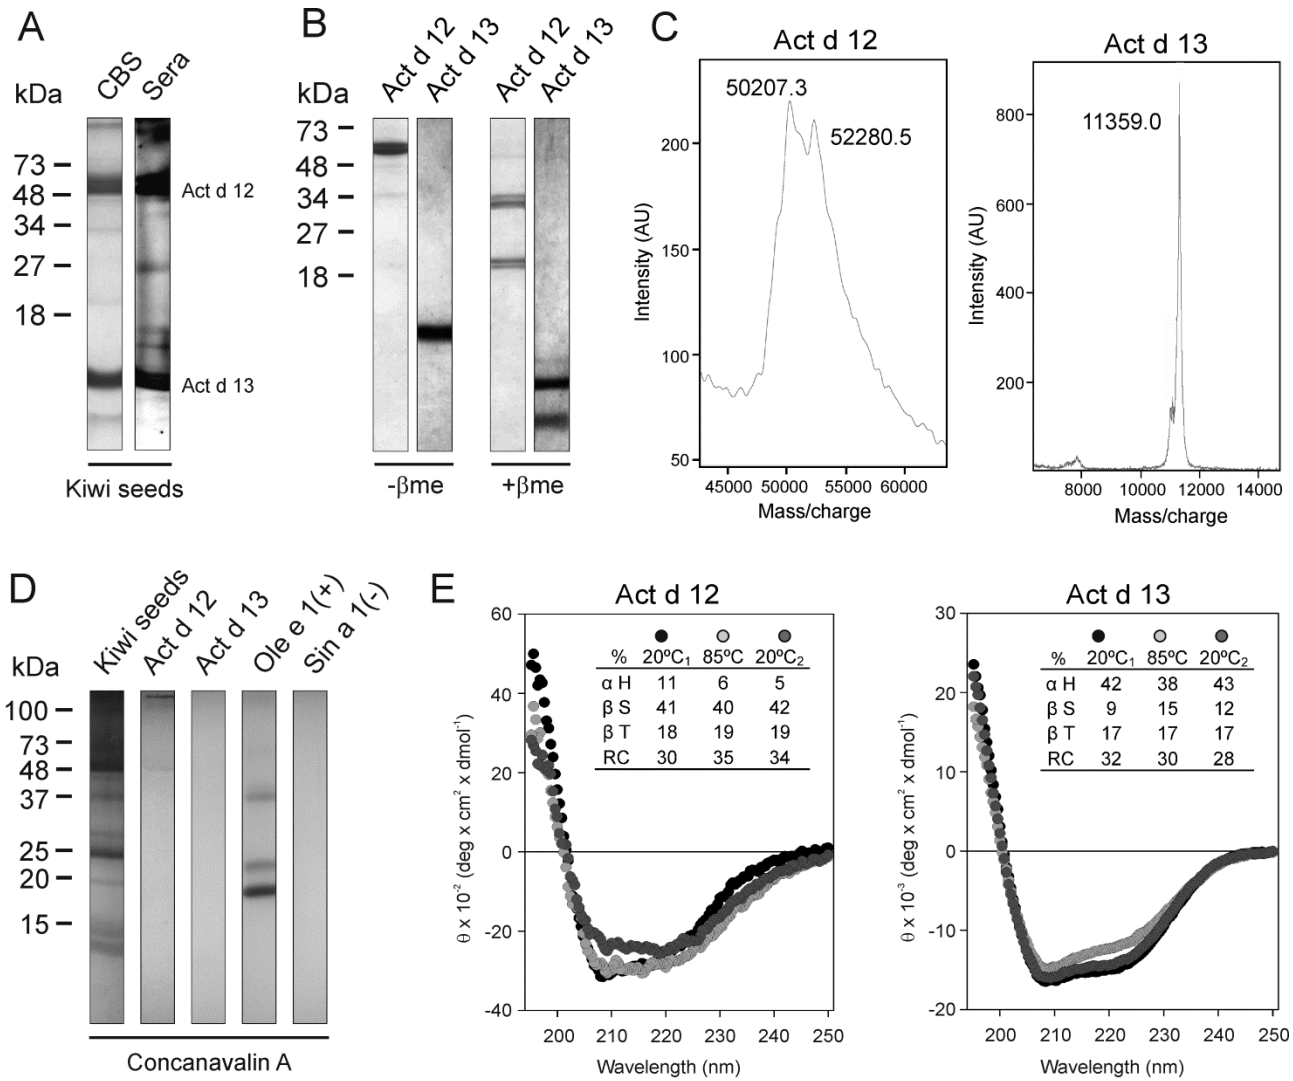 A
kDa
CBS
Sera
73
48
34
27
18
Act d 12
Act d 13
Kiwi seeds
B
kDa
Act d 12
Act d 13
Act d 12
Act d 13
73
48
34
27
18
-βme
+βme
C
Act d 12
50207.3
52280.5
Intensity (AU)
200
150
100
50
45000 50000 55000 60000
Mass/charge
Act d 13
11359.0
Intensity (AU)
800
600
400
200
8000 10000 12000 14000
Mass/charge
D
kDa
Kiwi seeds
Act d 12
Act d 13
Ole e 1(+)
Sin a 1(-)
100
73
48
37
25
20
15
Concanavalin A
E
Act d 12
% 20ºC₁ 85ºC 20ºC₂
α H 11 6 5
β S 41 40 42
β T 18 19 19
RC 30 35 34
θ x 10⁻² (deg x cm² x dmol⁻¹)
60
40
20
0
-20
-40
200 210 220 230 240 250
Wavelength (nm)
Act d 13
% 20ºC₁ 85ºC 20ºC₂
α H 42 38 43
β S 9 15 12
β T 17 17 17
RC 32 30 28
θ x 10⁻³ (deg x cm² x dmol⁻¹)
30
20
10
0
-10
-20
200 210 220 230 240 250
Wavelength (nm)